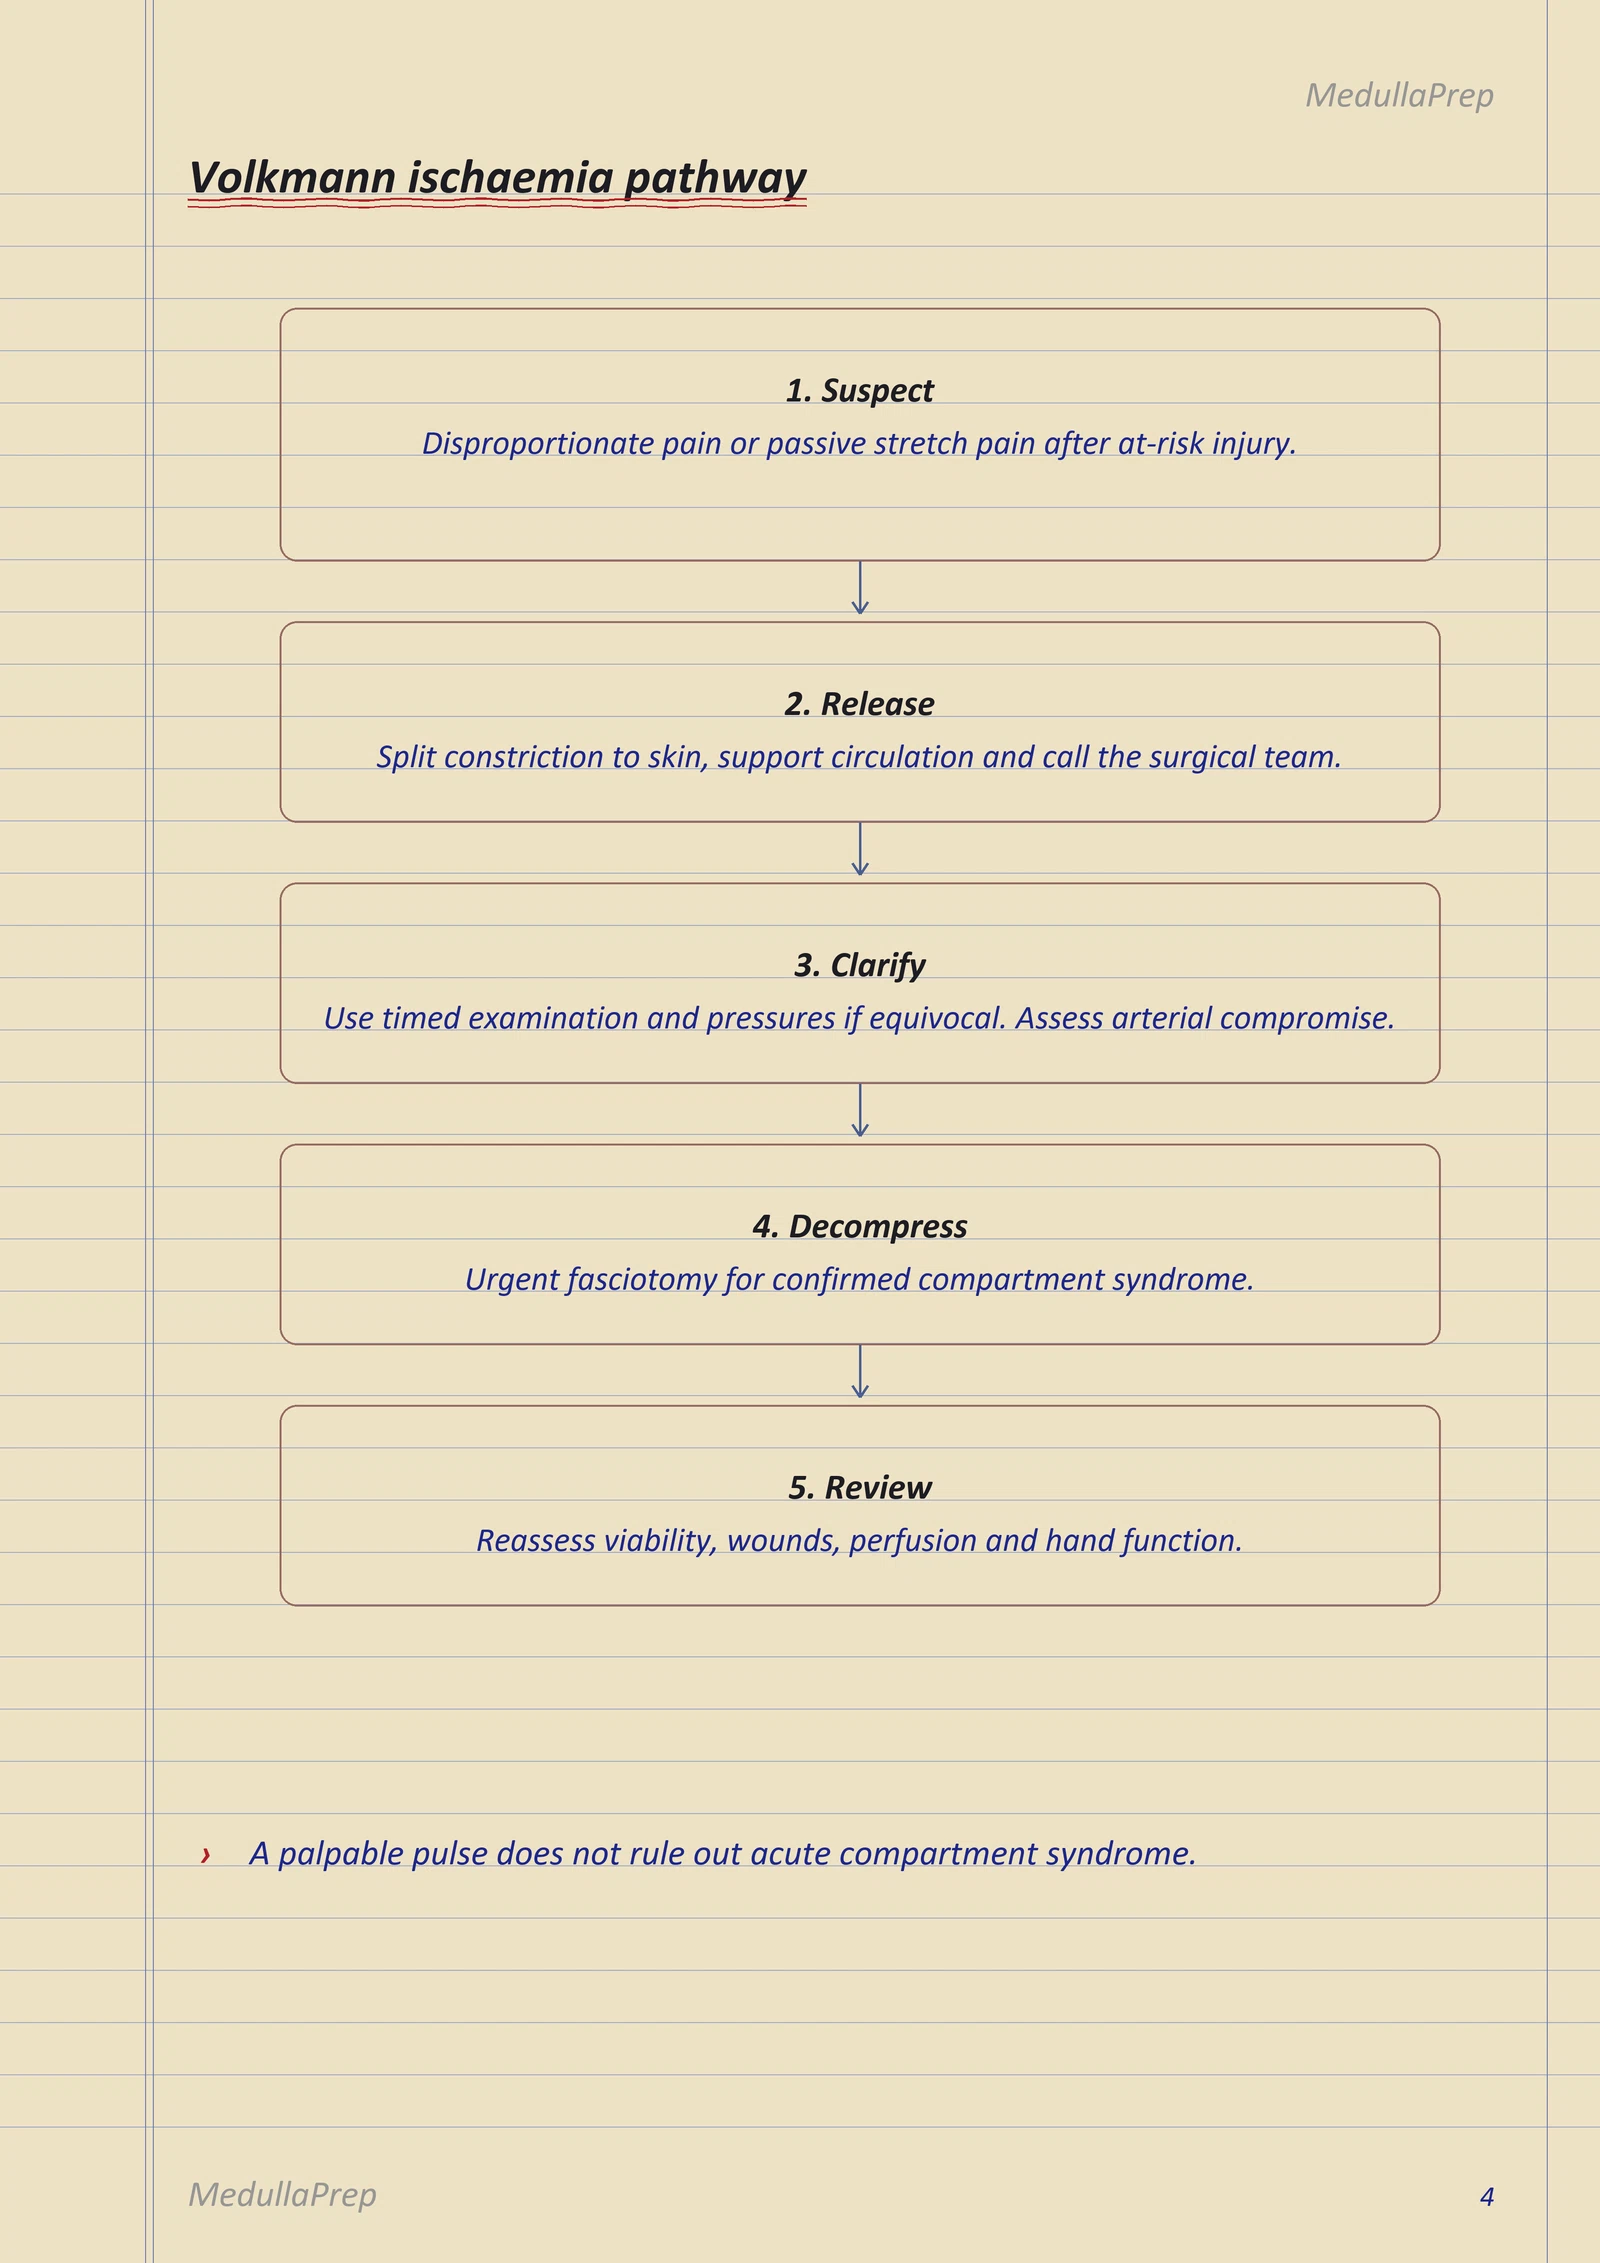 MedullaPrep
Volkmann ischaemia pathway
1. Suspect
Disproportionate pain or passive stretch pain after at-risk injury.
2. Release
Split constriction to skin, support circulation and call the surgical team.
3. Clarify
Use timed examination and pressures if equivocal. Assess arterial compromise.
4. Decompress
Urgent fasciotomy for confirmed compartment syndrome.
5. Review
Reassess viability, wounds, perfusion and hand function.
› A palpable pulse does not rule out acute compartment syndrome.
MedullaPrep
4